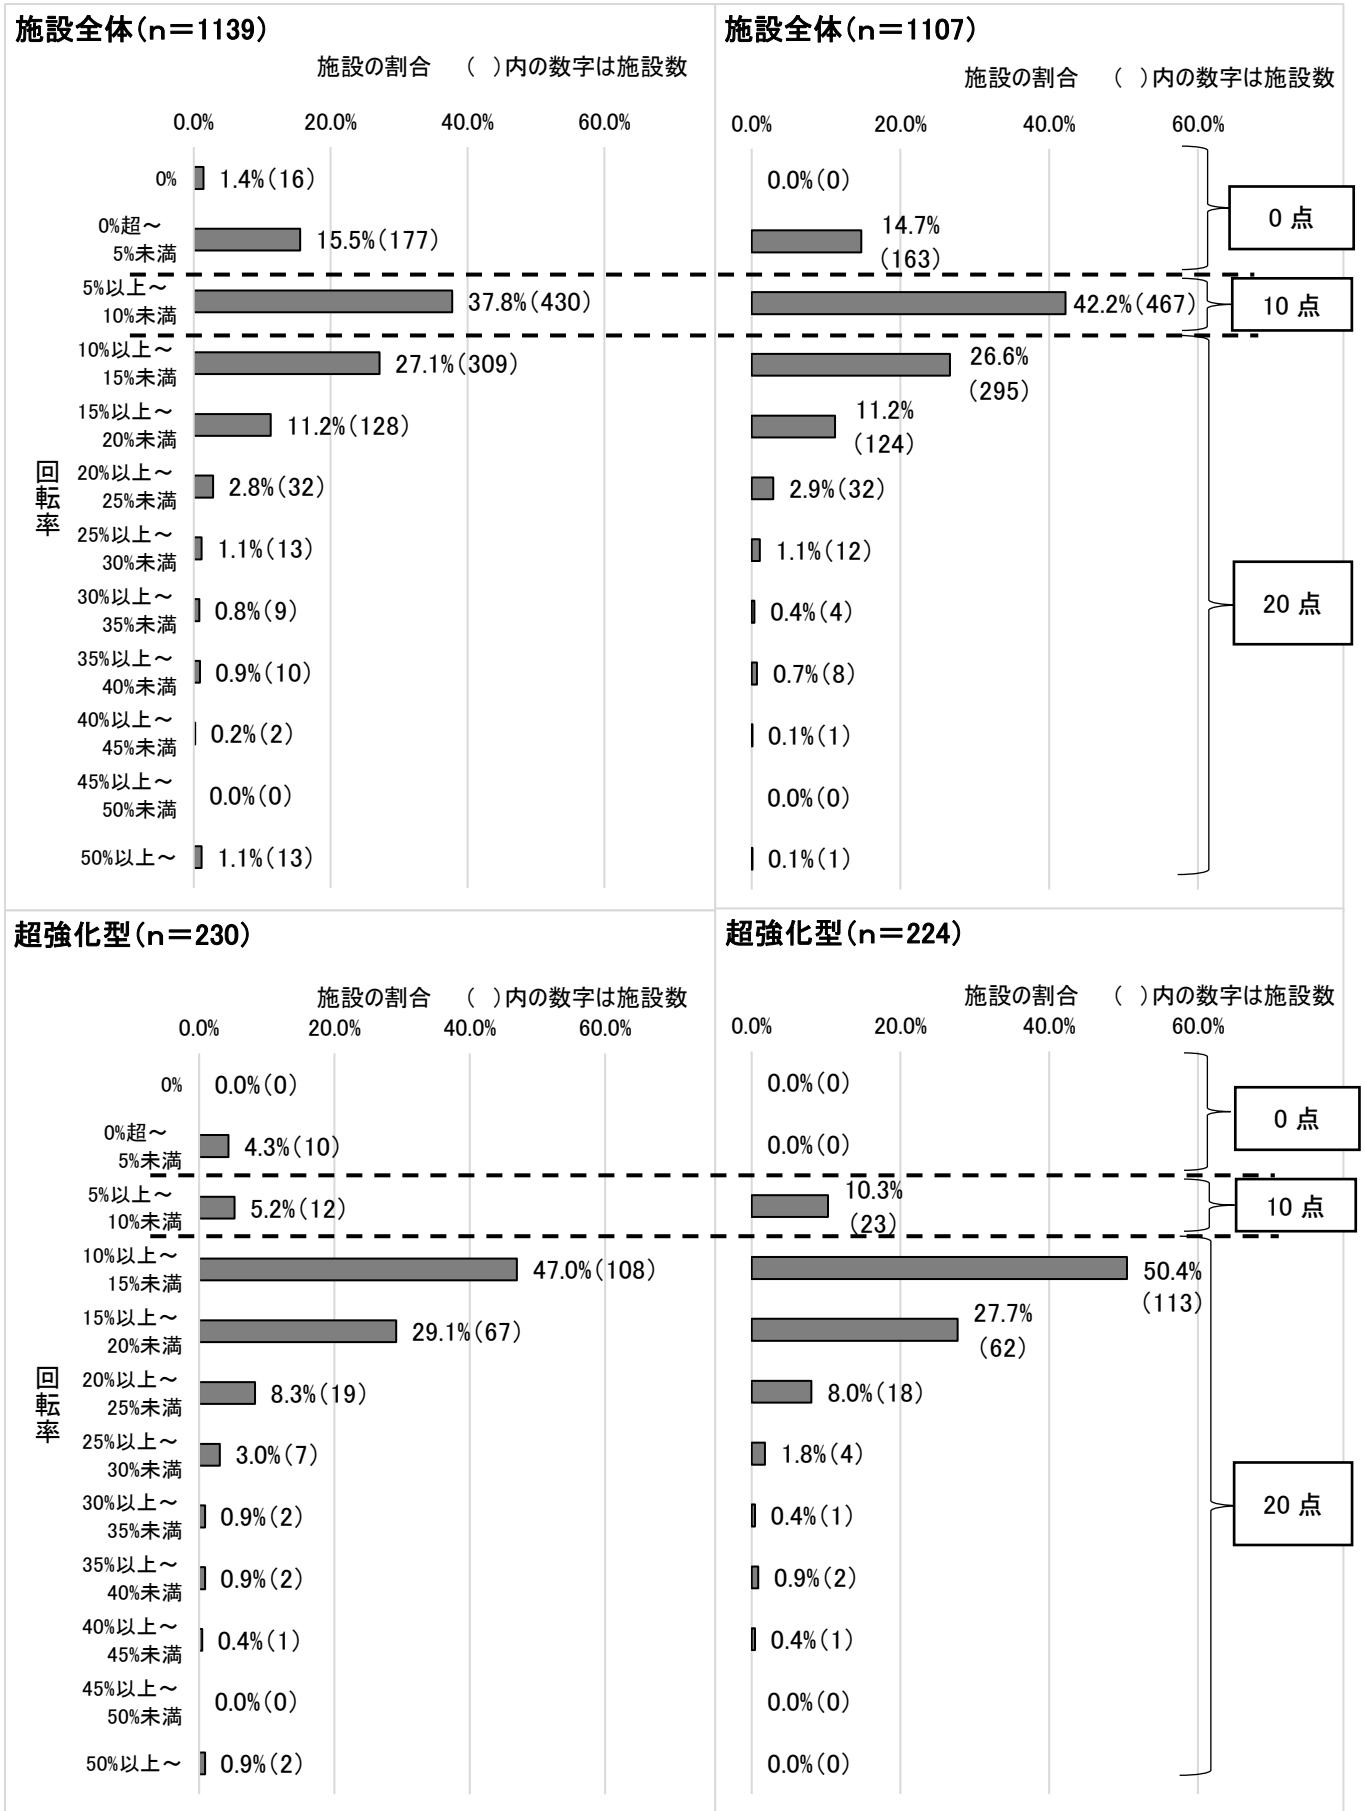 施設全体(n=1139)
施設の割合 ( )内の数字は施設数
0.0% 20.0% 40.0% 60.0%
回転率
0% 1.4%(16)
0%超~
5%未満 15.5%(177)
5%以上~
10%未満 37.8%(430)
10%以上~
15%未満 27.1%(309)
15%以上~
20%未満 11.2%(128)
20%以上~
25%未満 2.8%(32)
25%以上~
30%未満 1.1%(13)
30%以上~
35%未満 0.8%(9)
35%以上~
40%未満 0.9%(10)
40%以上~
45%未満 0.2%(2)
45%以上~
50%未満 0.0%(0)
50%以上~ 1.1%(13)
施設全体(n=1107)
施設の割合 ( )内の数字は施設数
0.0% 20.0% 40.0% 60.0%
0.0%(0)
14.7%
(163)
42.2%(467)
26.6%
(295)
11.2%
(124)
2.9%(32)
1.1%(12)
0.4%(4)
0.7%(8)
0.1%(1)
0.0%(0)
0.1%(1)
0 点
10 点
20 点
超強化型(n=230)
施設の割合 ( )内の数字は施設数
0.0% 20.0% 40.0% 60.0%
回転率
0% 0.0%(0)
0%超~
5%未満 4.3%(10)
5%以上~
10%未満 5.2%(12)
10%以上~
15%未満 47.0%(108)
15%以上~
20%未満 29.1%(67)
20%以上~
25%未満 8.3%(19)
25%以上~
30%未満 3.0%(7)
30%以上~
35%未満 0.9%(2)
35%以上~
40%未満 0.9%(2)
40%以上~
45%未満 0.4%(1)
45%以上~
50%未満 0.0%(0)
50%以上~ 0.9%(2)
超強化型(n=224)
施設の割合 ( )内の数字は施設数
0.0% 20.0% 40.0% 60.0%
0.0%(0)
0.0%(0)
10.3%
(23)
50.4%
(113)
27.7%
(62)
8.0%(18)
1.8%(4)
0.4%(1)
0.9%(2)
0.4%(1)
0.0%(0)
0.0%(0)
0 点
10 点
20 点